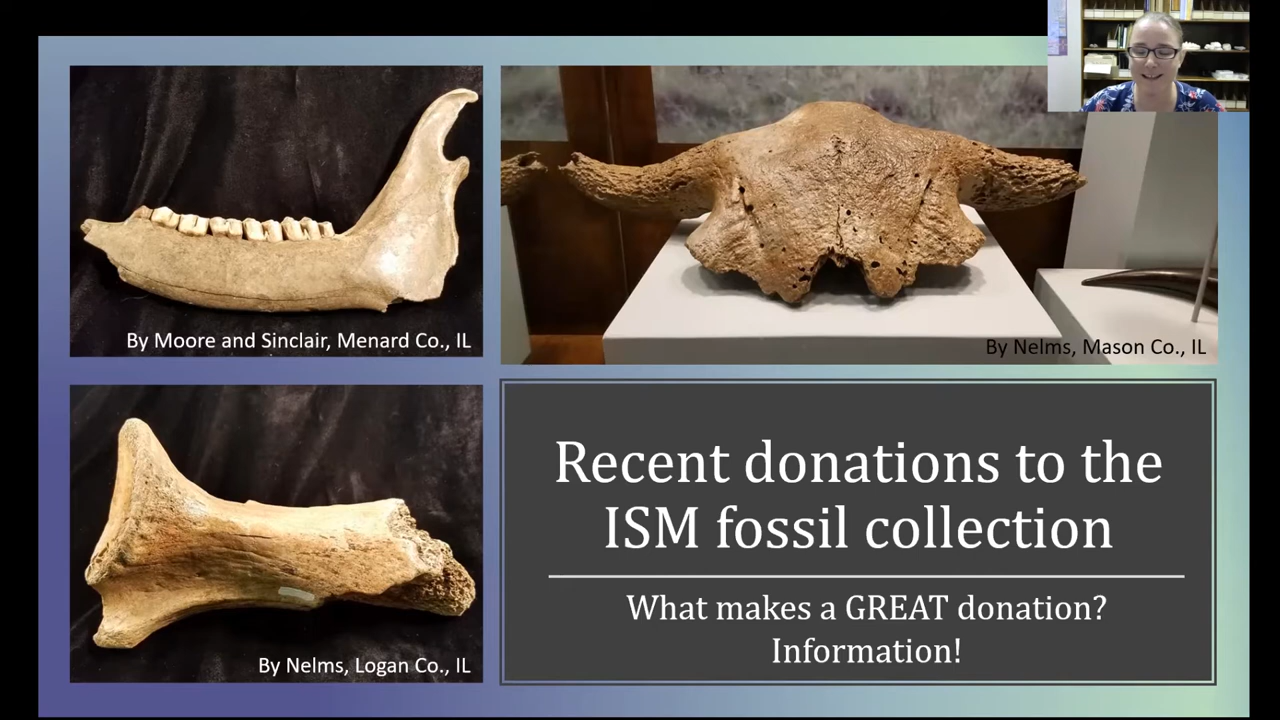 By Moore and Sinclair, Menard Co., IL
By Nelms, Mason Co., IL
By Nelms, Logan Co., IL
Recent donations to the
ISM fossil collection
What makes a GREAT donation?
Information!